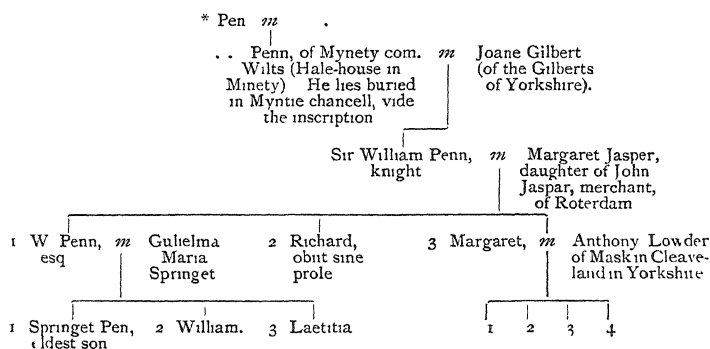 * Pen m .
. . Penn, of Mynety com. m Joane Gilbert
Wilts (Hale-house in (of the Gilberts
Minety) He lies buried of Yorkshire).
in Myntie chancell, vide
the inscription
Sir William Penn, m Margaret Jasper,
knight daughter of John
Jaspar, merchant,
of Roterdam
1 W Penn, m Gulielma 2 Richard, 3 Margaret, m Anthony Lowder
esq Maria obiit sine of Mask in Cleave-
Springet prole land in Yorkshire
1 Springet Pen, 2 William. 3 Laetitia 1 2 3 4
eldest son